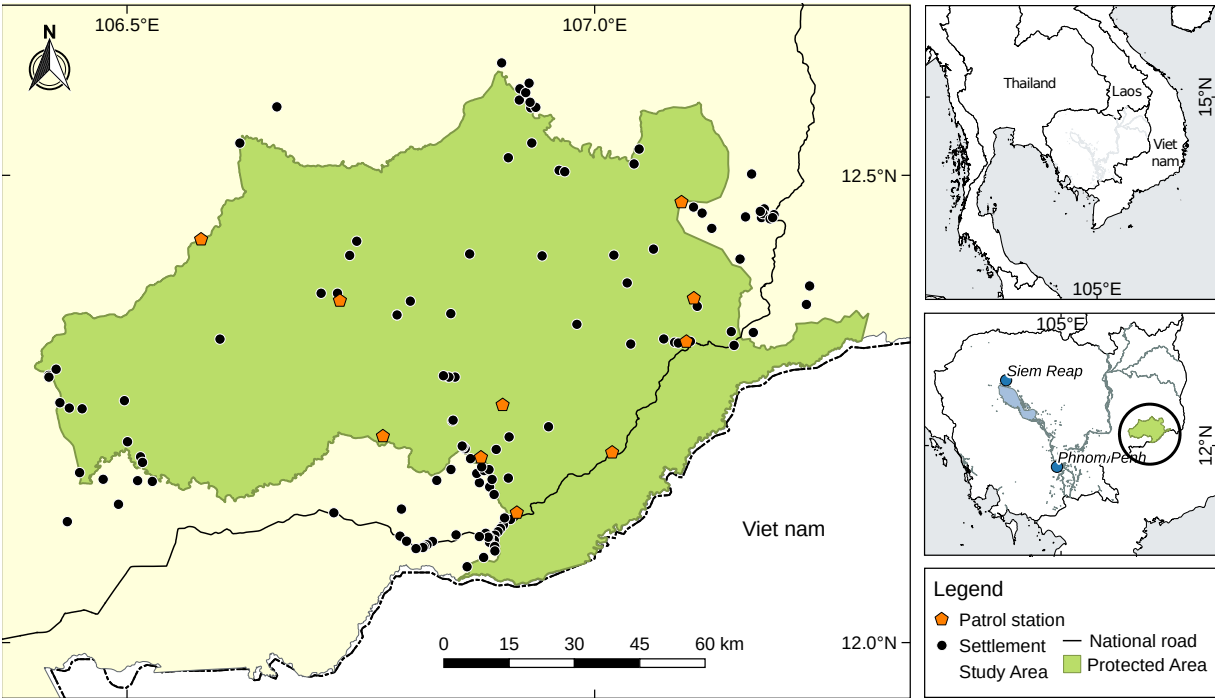 106.5°E
107.0°E
N
12.5°N
Viet nam
12.0°N
0 15 30 45 60 km
Thailand
Laos
15°N
Viet
nam
105°E
105°E
Siem Reap
12°N
Phnom Penh
Legend
Patrol station
Settlement
National road
Study Area
Protected Area